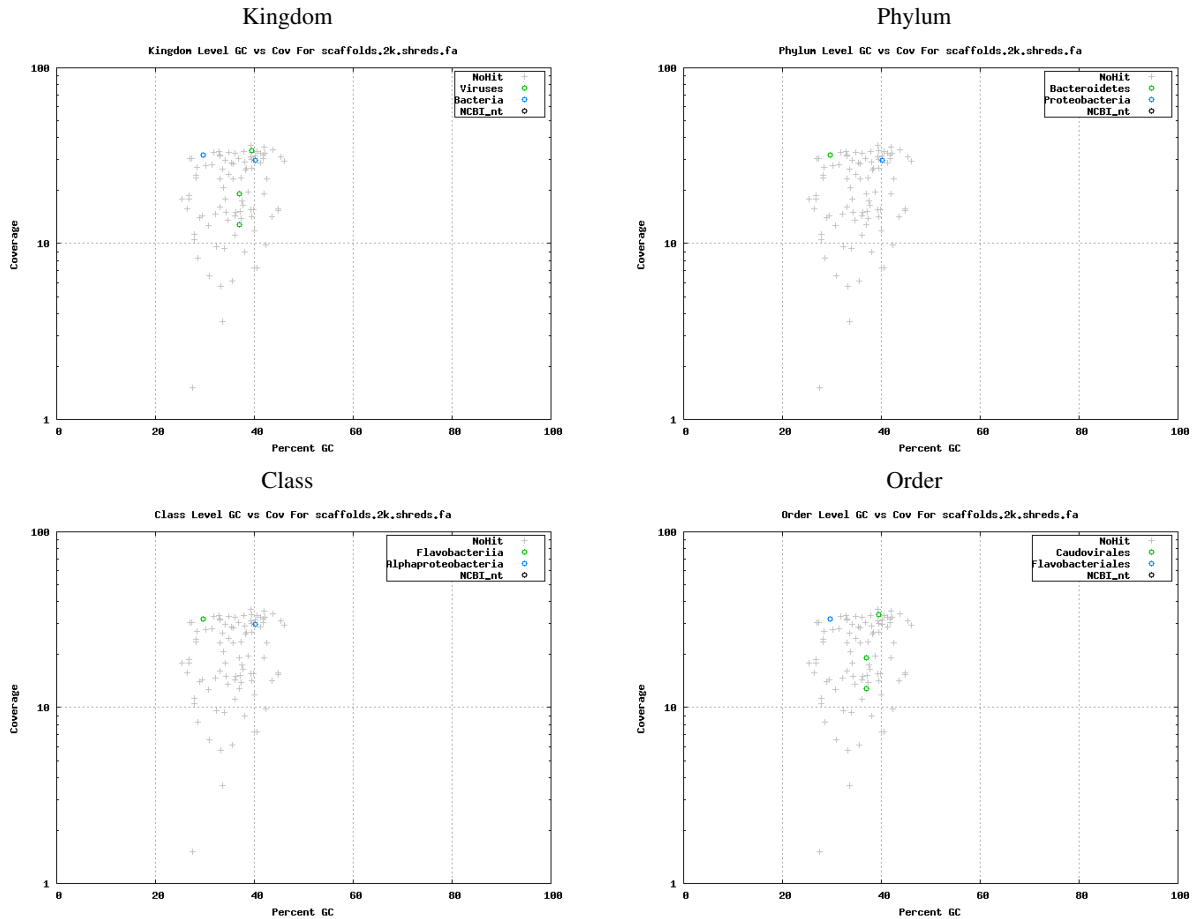 Kingdom
Phylum
Kingdom Level GC vs Cov For scaffolds.2k.shreds.fa
Phylum Level GC vs Cov For scaffolds.2k.shreds.fa
100
NoHit
Viruses
Bacteria
NCBI_nt
10
1
Coverage
0 20 40 60 80 100
Percent GC
100
NoHit
Bacteroidetes
Proteobacteria
NCBI_nt
10
1
Coverage
0 20 40 60 80 100
Percent GC
Class
Order
Class Level GC vs Cov For scaffolds.2k.shreds.fa
Order Level GC vs Cov For scaffolds.2k.shreds.fa
100
NoHit
Flavobacteriia
Alphaproteobacteria
NCBI_nt
10
1
Coverage
0 20 40 60 80 100
Percent GC
100
NoHit
Caudovirales
Flavobacteriales
NCBI_nt
10
1
Coverage
0 20 40 60 80 100
Percent GC